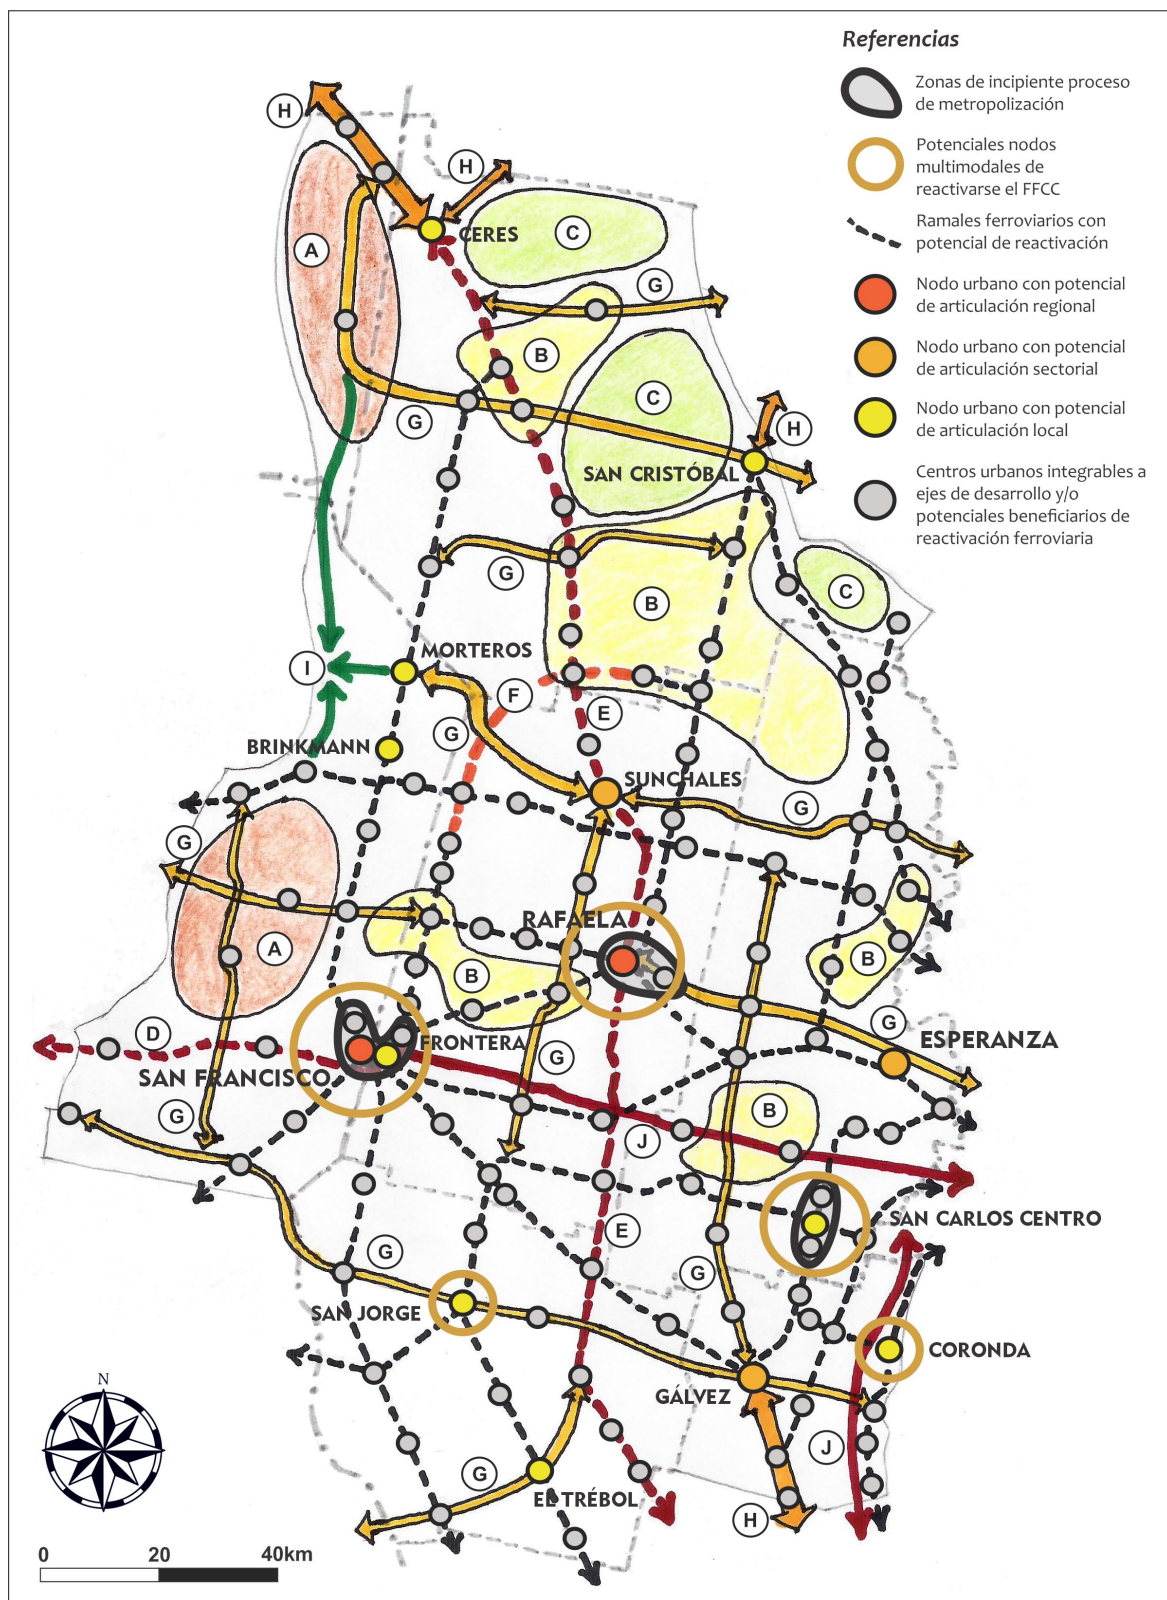 Referencias
Zonas de incipiente proceso
de metropolización
Potenciales nodos
multimodales de
reactivarse el FFCC
Ramales ferroviarios con
potencial de reactivación
Nodo urbano con potencial
de articulación regional
Nodo urbano con potencial
de articulación sectorial
Nodo urbano con potencial
de articulación local
Centros urbanos integrables a
ejes de desarrollo y/o
potenciales beneficiarios de
reactivación ferroviaria
H
H
A
C
CERES
G
B
C
G
H
SAN CRISTÓBAL
G
C
B
MORTEROS
I
F
E
G
BRINKMANN
SUNCHALES
G
G
RAFAELA
A
B
B
G
D
FRONTERA
ESPERANZA
G
SAN FRANCISCO
G
B
J
SAN CARLOS CENTRO
E
G
G
SAN JORGE
CORONDA
GÁLVEZ
J
G
EL TRÉBOL
H
N
0
20
40km